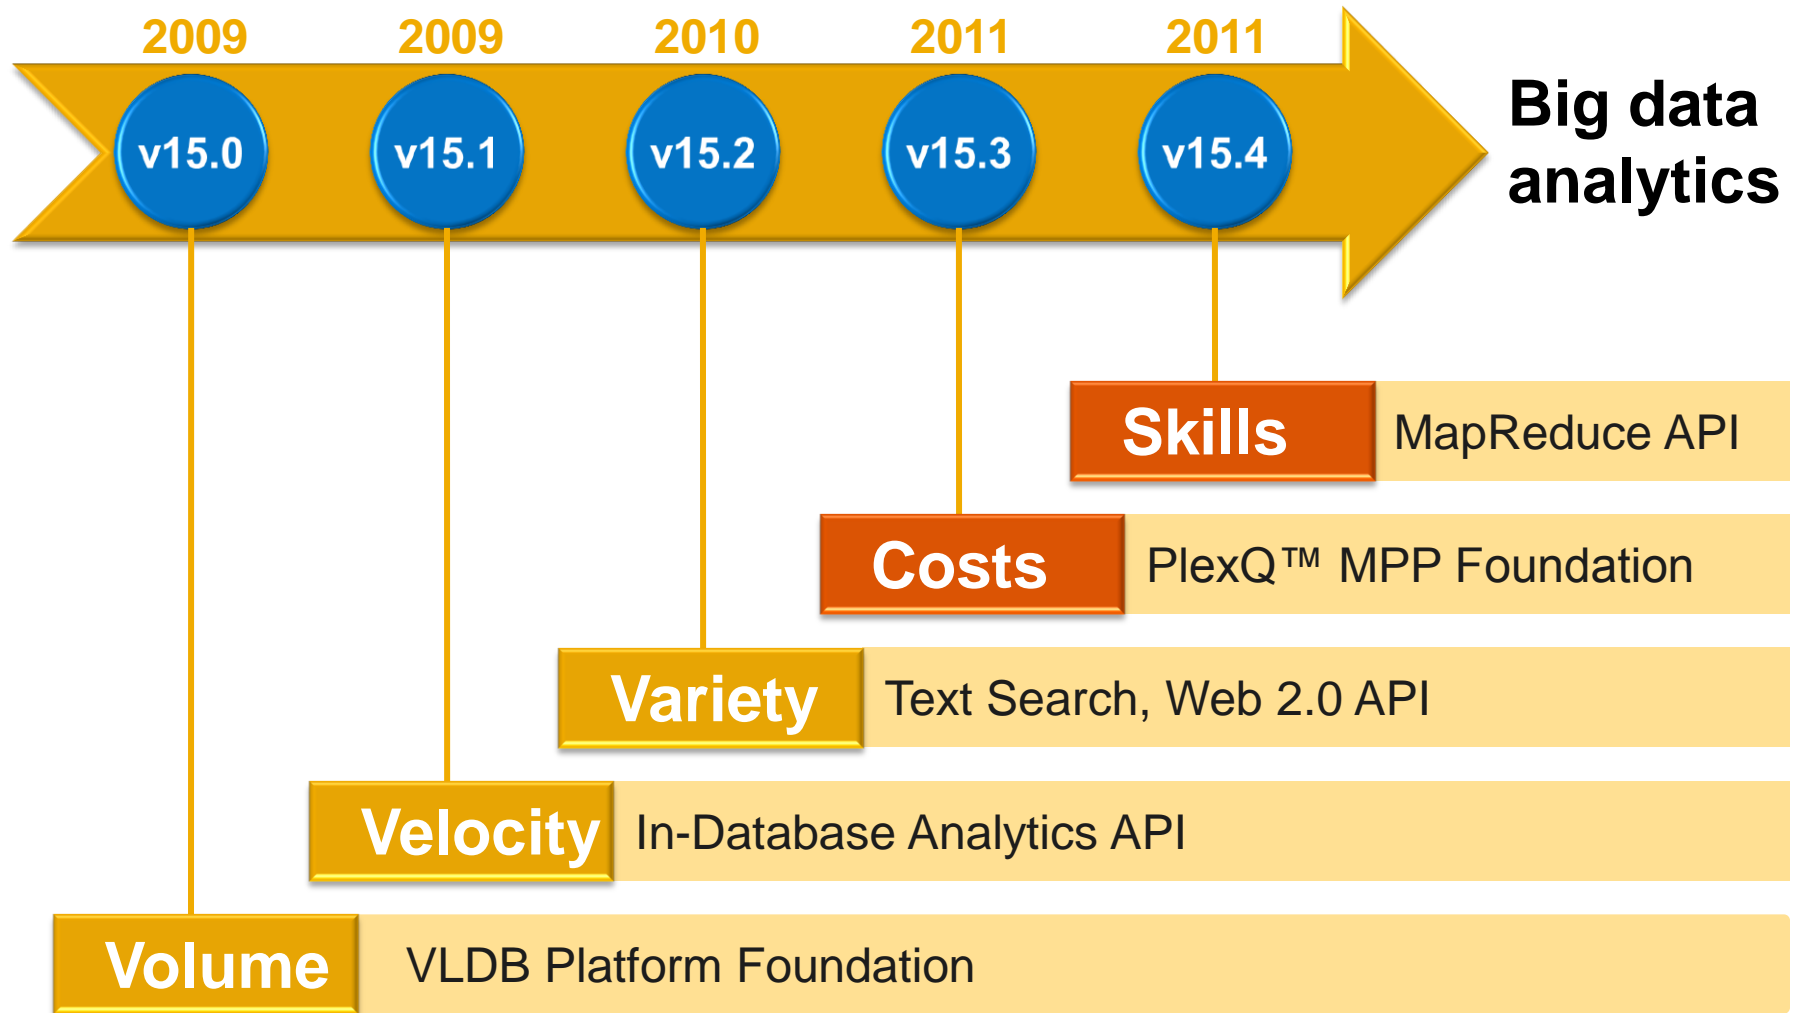 2009 2009 2010 2011 2011
v15.0 v15.1 v15.2 v15.3 v15.4
Big data
analytics
Skills MapReduce API
Costs PlexQ™ MPP Foundation
Variety Text Search, Web 2.0 API
Velocity In-Database Analytics API
Volume VLDB Platform Foundation